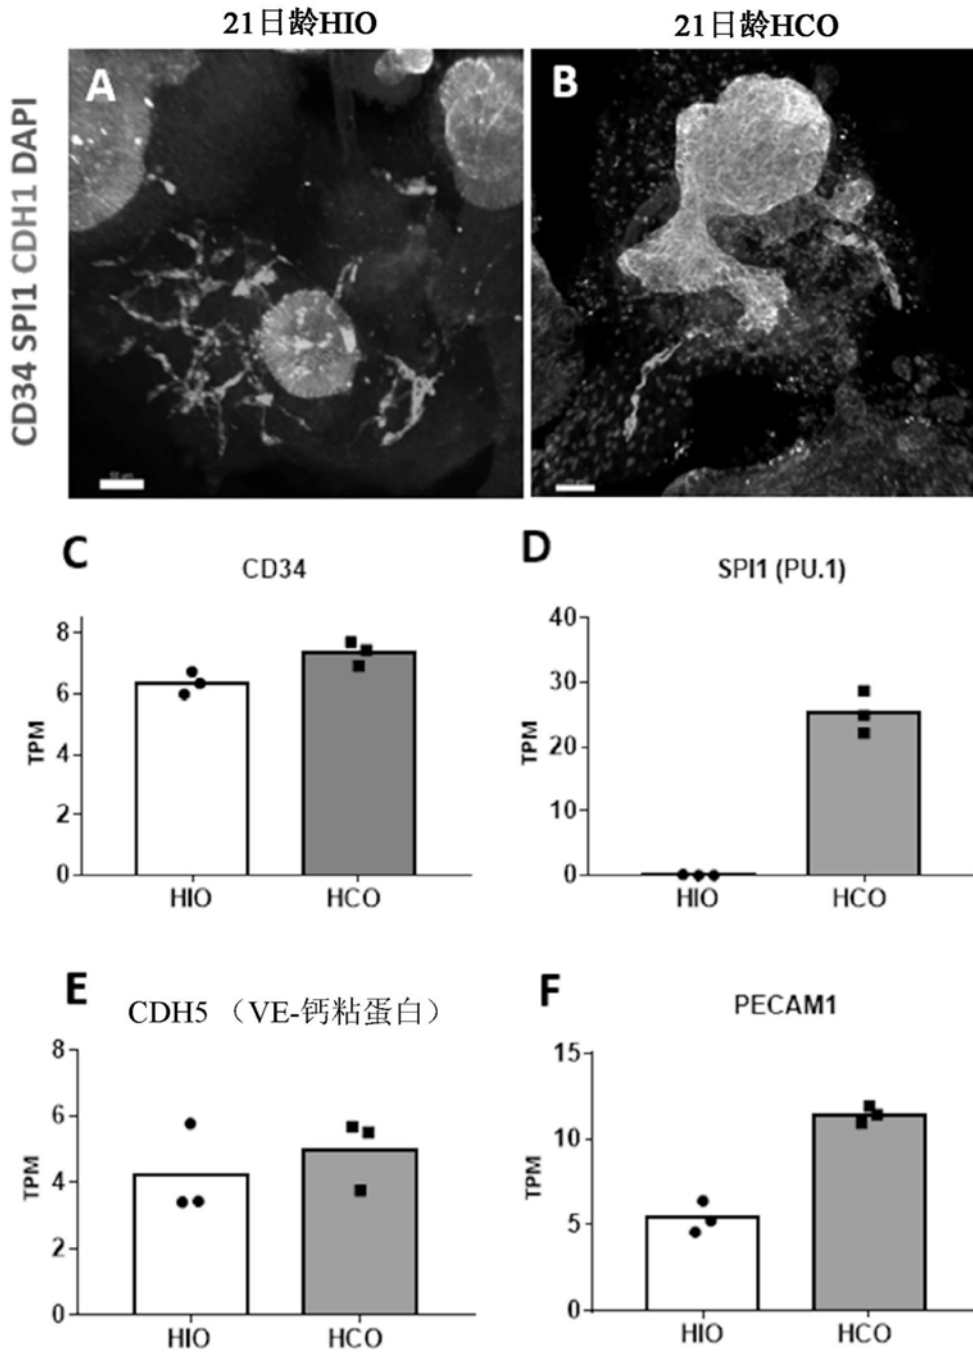 21日龄HIO
21日龄HCO
CD34 SPI1 CDH1 DAPI
A
B
C
CD34
TPM
8
6
4
2
0
HIO
HCO
D
SPI1 (PU.1)
TPM
40
30
20
10
0
HIO
HCO
E
CDH5 （VE-钙粘蛋白）
TPM
8
6
4
2
0
HIO
HCO
F
PECAM1
TPM
15
10
5
0
HIO
HCO